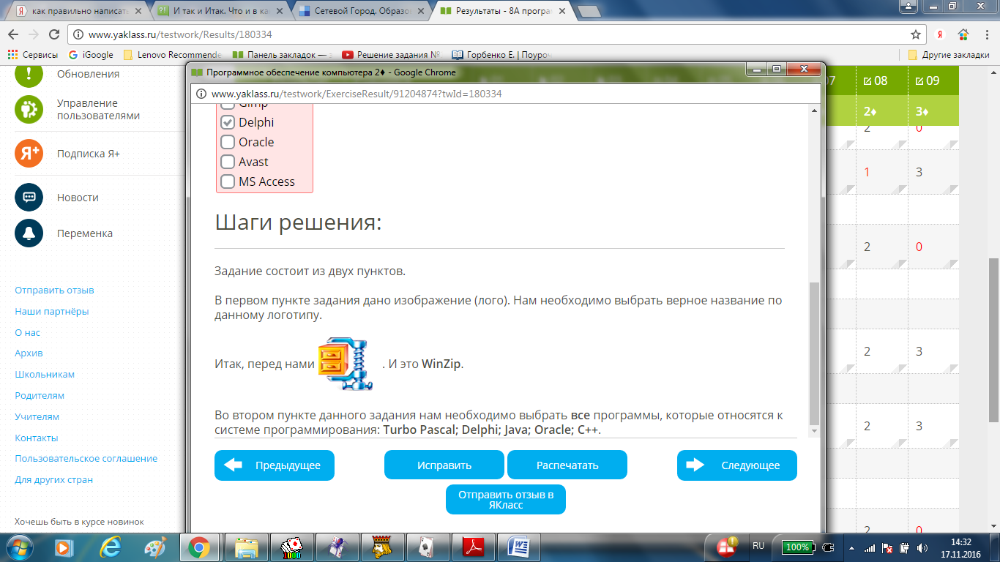 как правильно написать
И так и Итак. Что и в как
Сетевой Город. Образов
Результаты - 8А програм
www.yaklass.ru/testwork/Results/180334
Сервисы
iGoogle
Lenovo Recommende
Панель закладок — з
Решение задания №
Горбенко Е. | Поуроч
Другие закладки
Обновления
Управление
пользователями
Подписка Я+
Новости
Переменка
Отправить отзыв
Наши партнёры
О нас
Архив
Школьникам
Родителям
Учителям
Контакты
Пользовательское соглашение
Для других стран
Хочешь быть в курсе новинок
Программное обеспечение компьютера 2♦ - Google Chrome
www.yaklass.ru/testwork/ExerciseResult/91204874?twId=180334
Gimp
Delphi
Oracle
Avast
MS Access
Шаги решения:
Задание состоит из двух пунктов.
В первом пункте задания дано изображение (лого). Нам необходимо выбрать верное название по
данному логотипу.
Итак, перед нами . И это WinZip.
Во втором пункте данного задания нам необходимо выбрать все программы, которые относятся к
системе программирования: Turbo Pascal; Delphi; Java; Oracle; C++.
Предыдущее
Исправить
Распечатать
Следующее
Отправить отзыв в
ЯКласс
07 08 09
2♦ 3♦
2 0
1 3
2 0
2 3
2 3
2 0
1000
RU
100%
14:32
17.11.2016